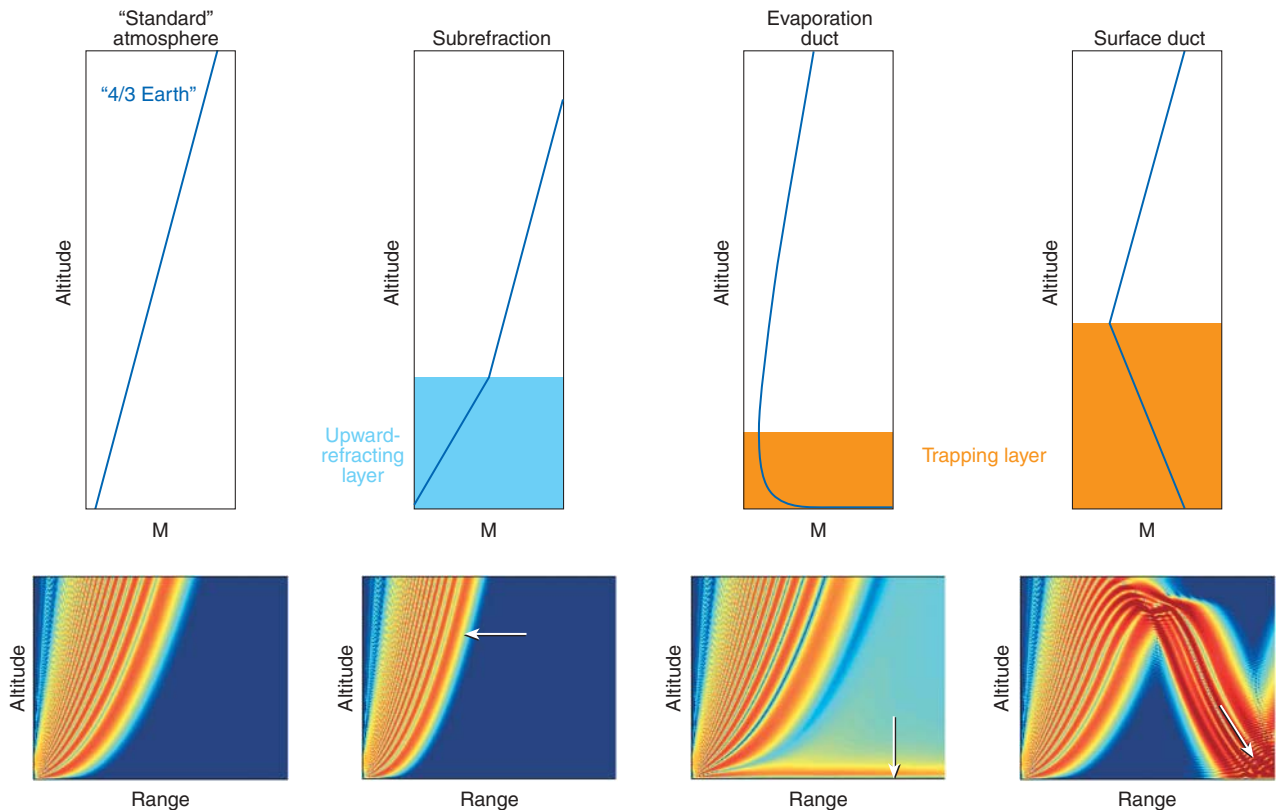 “Standard”
atmosphere
Subrefraction
Evaporation
duct
Surface duct
“4/3 Earth”
Altitude
Altitude
Altitude
Altitude
Upward-
refracting
layer
Trapping layer
M
M
M
M
Altitude
Altitude
Altitude
Altitude
Range
Range
Range
Range